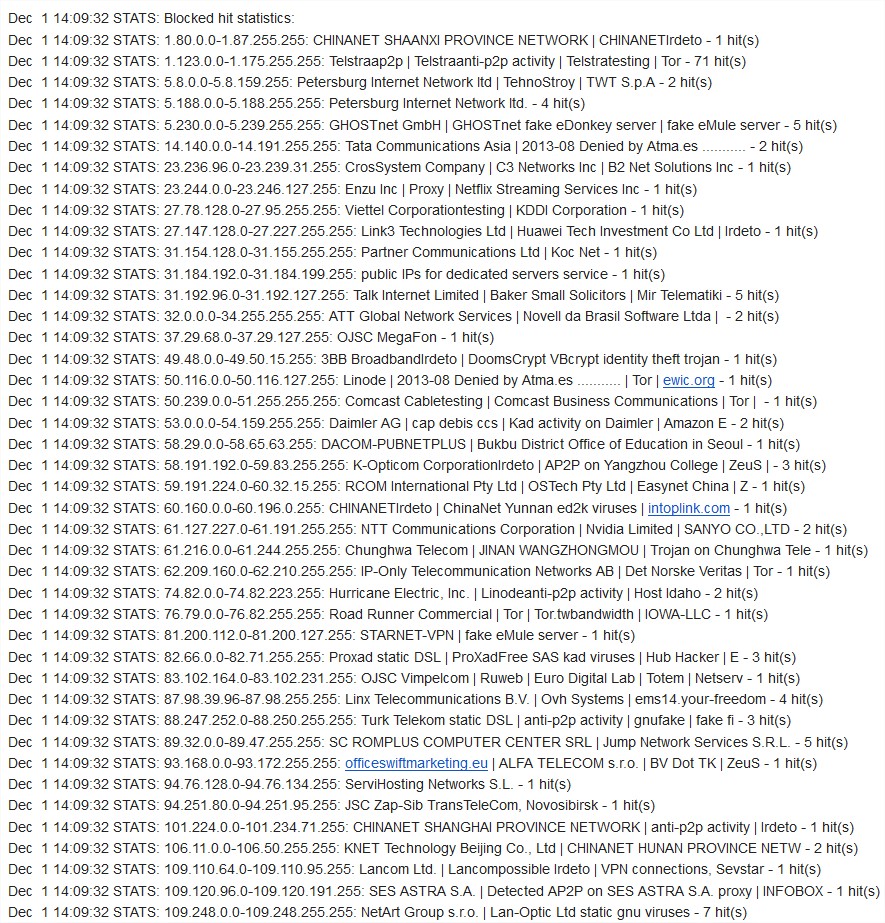 Dec 1 14:09:32 STATS: Blocked hit statistics:
Dec 1 14:09:32 STATS: 1.80.0.0-1.87.255.255: CHINANET SHAANXI PROVINCE NETWORK | CHINANETIrdeto - 1 hit(s)
Dec 1 14:09:32 STATS: 1.123.0.0-1.175.255.255: Telstraap2p | Telstraanti-p2p activity | Telstratesting | Tor - 71 hit(s)
Dec 1 14:09:32 STATS: 5.8.0.0-5.8.159.255: Petersburg Internet Network ltd | TehnoStroy | TWT S.p.A - 2 hit(s)
Dec 1 14:09:32 STATS: 5.188.0.0-5.188.255.255: Petersburg Internet Network ltd. - 4 hit(s)
Dec 1 14:09:32 STATS: 5.230.0.0-5.239.255.255: GHOSTnet GmbH | GHOSTnet fake eDonkey server | fake eMule server - 5 hit(s)
Dec 1 14:09:32 STATS: 14.140.0.0-14.191.255.255: Tata Communications Asia | 2013-08 Denied by Atma.es ........... - 2 hit(s)
Dec 1 14:09:32 STATS: 23.236.96.0-23.239.31.255: CrosSystem Company | C3 Networks Inc | B2 Net Solutions Inc - 1 hit(s)
Dec 1 14:09:32 STATS: 23.244.0.0-23.246.127.255: Enzu Inc | Proxy | Netflix Streaming Services Inc - 1 hit(s)
Dec 1 14:09:32 STATS: 27.78.128.0-27.95.255.255: Viettel Corporationtesting | KDDI Corporation - 1 hit(s)
Dec 1 14:09:32 STATS: 27.147.128.0-27.227.255.255: Link3 Technologies Ltd | Huawei Tech Investment Co Ltd | Irdeto - 1 hit(s)
Dec 1 14:09:32 STATS: 31.154.128.0-31.155.255.255: Partner Communications Ltd | Koc Net - 1 hit(s)
Dec 1 14:09:32 STATS: 31.184.192.0-31.184.199.255: public IPs for dedicated servers service - 1 hit(s)
Dec 1 14:09:32 STATS: 31.192.96.0-31.192.127.255: Talk Internet Limited | Baker Small Solicitors | Mir Telematiki - 5 hit(s)
Dec 1 14:09:32 STATS: 32.0.0.0-34.255.255.255: ATT Global Network Services | Novell da Brasil Software Ltda | - 2 hit(s)
Dec 1 14:09:32 STATS: 37.29.68.0-37.29.127.255: OJSC MegaFon - 1 hit(s)
Dec 1 14:09:32 STATS: 49.48.0.0-49.50.15.255: 3BB BroadbandIrdeto | DoomsCrypt VBcrypt identity theft trojan - 1 hit(s)
Dec 1 14:09:32 STATS: 50.116.0.0-50.116.127.255: Linode | 2013-08 Denied by Atma.es ........... | Tor | ewic.org - 1 hit(s)
Dec 1 14:09:32 STATS: 50.239.0.0-51.255.255.255: Comcast Cabletesting | Comcast Business Communications | Tor | - 1 hit(s)
Dec 1 14:09:32 STATS: 53.0.0.0-54.159.255.255: Daimler AG | cap debis ccs | Kad activity on Daimler | Amazon E - 2 hit(s)
Dec 1 14:09:32 STATS: 58.29.0.0-58.65.63.255: DACOM-PUBNETPLUS | Bukbu District Office of Education in Seoul - 1 hit(s)
Dec 1 14:09:32 STATS: 58.191.192.0-59.83.255.255: K-Opticom CorporationIrdeto | AP2P on Yangzhou College | ZeuS | - 3 hit(s)
Dec 1 14:09:32 STATS: 59.191.224.0-60.32.15.255: RCOM International Pty Ltd | OSTech Pty Ltd | Easynet China | Z - 1 hit(s)
Dec 1 14:09:32 STATS: 60.160.0.0-60.196.0.255: CHINANETIrdeto | ChinaNet Yunnan ed2k viruses | intoplink.com - 1 hit(s)
Dec 1 14:09:32 STATS: 61.127.227.0-61.191.255.255: NTT Communications Corporation | Nvidia Limited | SANYO CO.,LTD - 2 hit(s)
Dec 1 14:09:32 STATS: 61.216.0.0-61.244.255.255: Chunghwa Telecom | JINAN WANGZHONGMOU | Trojan on Chunghwa Tele - 1 hit(s)
Dec 1 14:09:32 STATS: 62.209.160.0-62.210.255.255: IP-Only Telecommunication Networks AB | Det Norske Veritas | Tor - 1 hit(s)
Dec 1 14:09:32 STATS: 74.82.0.0-74.82.223.255: Hurricane Electric, Inc. | Linodeanti-p2p activity | Host Idaho - 2 hit(s)
Dec 1 14:09:32 STATS: 76.79.0.0-76.82.255.255: Road Runner Commercial | Tor | Tor.twbandwidth | IOWA-LLC - 1 hit(s)
Dec 1 14:09:32 STATS: 81.200.112.0-81.200.127.255: STARNET-VPN | fake eMule server - 1 hit(s)
Dec 1 14:09:32 STATS: 82.66.0.0-82.71.255.255: Proxad static DSL | ProXadFree SAS kad viruses | Hub Hacker | E - 3 hit(s)
Dec 1 14:09:32 STATS: 83.102.164.0-83.102.231.255: OJSC Vimpelcom | Ruweb | Euro Digital Lab | Totem | Netserv - 1 hit(s)
Dec 1 14:09:32 STATS: 87.98.39.96-87.98.255.255: Linx Telecommunications B.V. | Ovh Systems | ems14.your-freedom - 4 hit(s)
Dec 1 14:09:32 STATS: 88.247.252.0-88.250.255.255: Turk Telekom static DSL | anti-p2p activity | gnufake | fake fi - 3 hit(s)
Dec 1 14:09:32 STATS: 89.32.0.0-89.47.255.255: SC ROMPLUS COMPUTER CENTER SRL | Jump Network Services S.R.L. - 5 hit(s)
Dec 1 14:09:32 STATS: 93.168.0.0-93.172.255.255: officeswiftmarketing.eu | ALFA TELECOM s.r.o. | BV Dot TK | ZeuS - 1 hit(s)
Dec 1 14:09:32 STATS: 94.76.128.0-94.76.134.255: ServiHosting Networks S.L. - 1 hit(s)
Dec 1 14:09:32 STATS: 94.251.80.0-94.251.95.255: JSC Zap-Sib TransTeleCom, Novosibirsk - 1 hit(s)
Dec 1 14:09:32 STATS: 101.224.0.0-101.234.71.255: CHINANET SHANGHAI PROVINCE NETWORK | anti-p2p activity | Irdeto - 1 hit(s)
Dec 1 14:09:32 STATS: 106.11.0.0-106.50.255.255: KNET Technology Beijing Co., Ltd | CHINANET HUNAN PROVINCE NETW - 2 hit(s)
Dec 1 14:09:32 STATS: 109.110.64.0-109.110.95.255: Lancom Ltd. | Lancompossible Irdeto | VPN connections, Sevstar - 1 hit(s)
Dec 1 14:09:32 STATS: 109.120.96.0-109.120.191.255: SES ASTRA S.A. | Detected AP2P on SES ASTRA S.A. proxy | INFOBOX - 1 hit(s)
Dec 1 14:09:32 STATS: 109.248.0.0-109.248.255.255: NetArt Group s.r.o. | Lan-Optic Ltd static gnu viruses - 7 hit(s)